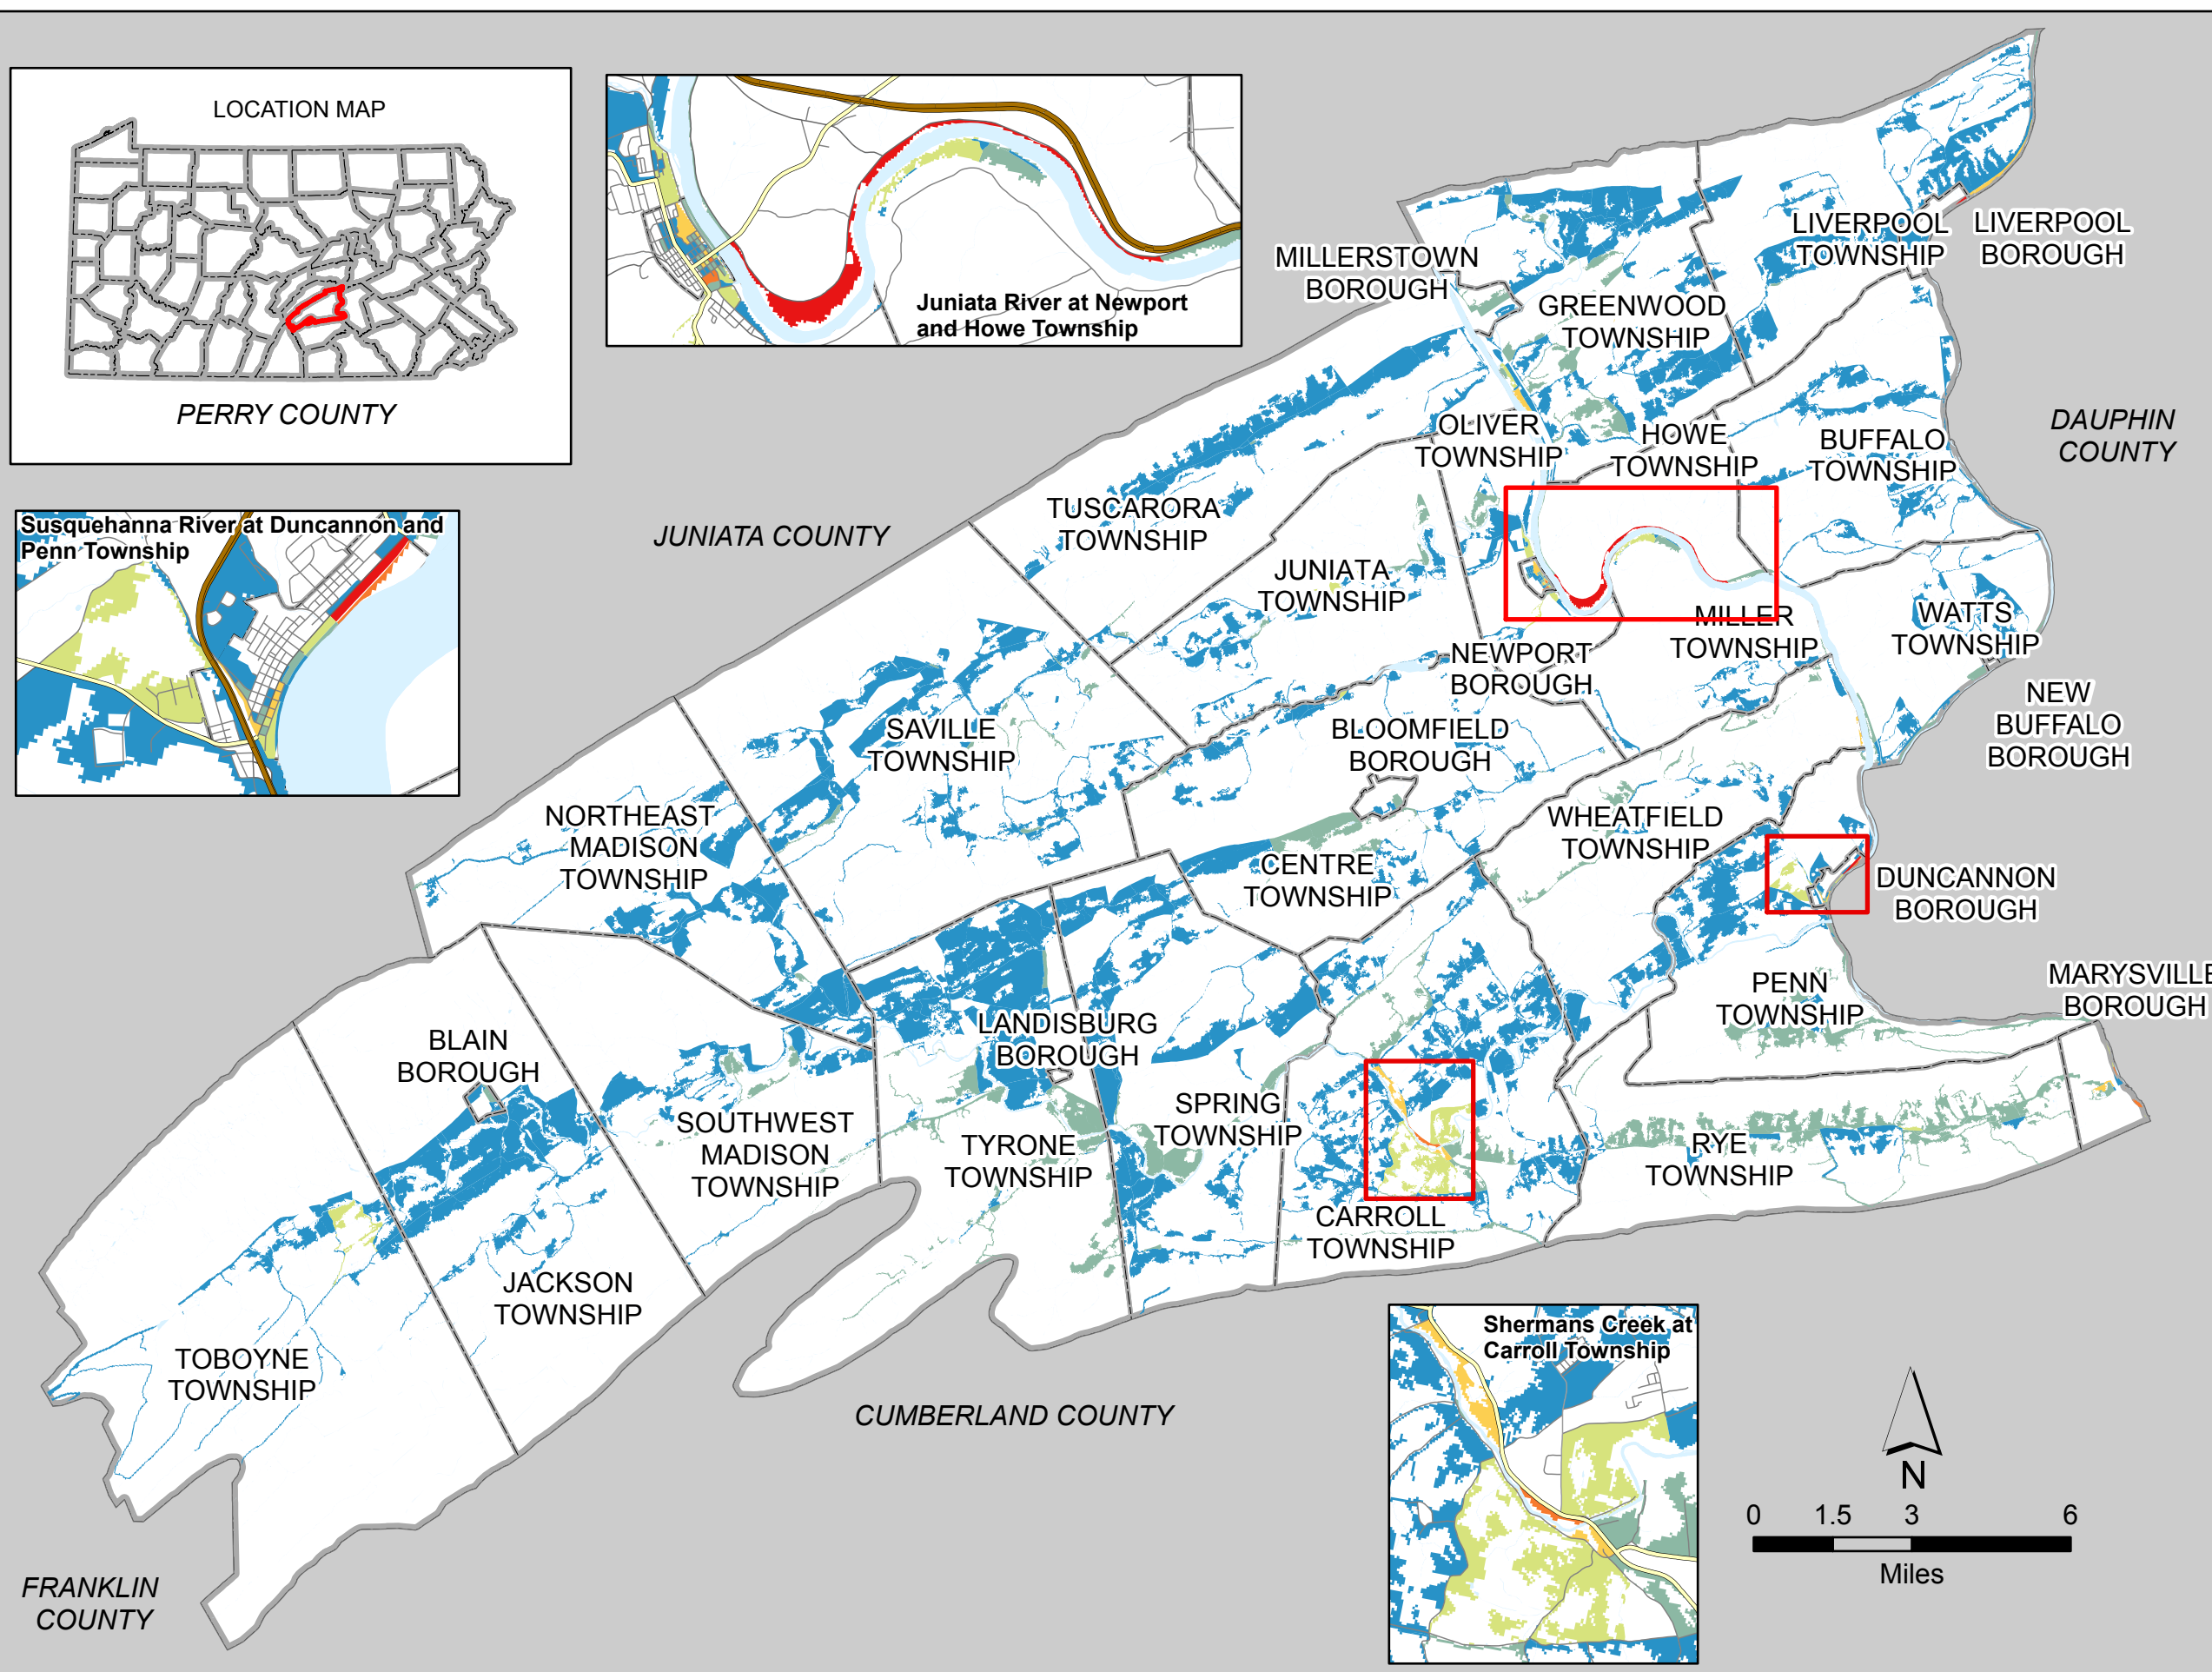 LOCATION MAP
PERRY COUNTY
Juniata River at Newport
and Howe Township
Susquehanna River at Duncannon and
Penn Township
JUNIATA COUNTY
DAUPHIN
COUNTY
LIVERPOOL
TOWNSHIP
LIVERPOOL
BOROUGH
MILLERSTOWN
BOROUGH
GREENWOOD
TOWNSHIP
OLIVER
TOWNSHIP
HOWE
TOWNSHIP
BUFFALO
TOWNSHIP
TUSCARORA
TOWNSHIP
JUNIATA
TOWNSHIP
MILLER
TOWNSHIP
WATTS
TOWNSHIP
NEWPORT
BOROUGH
NEW
BUFFALO
BOROUGH
SAVILLE
TOWNSHIP
BLOOMFIELD
BOROUGH
NORTHEAST
MADISON
TOWNSHIP
WHEATFIELD
TOWNSHIP
CENTRE
TOWNSHIP
DUNCANNON
BOROUGH
PENN
TOWNSHIP
MARYSVILLE
BOROUGH
BLAIN
BOROUGH
LANDISBURG
BOROUGH
SOUTHWEST
MADISON
TOWNSHIP
TYRONE
TOWNSHIP
SPRING
TOWNSHIP
RYE
TOWNSHIP
CARROLL
TOWNSHIP
JACKSON
TOWNSHIP
TOBOYNE
TOWNSHIP
CUMBERLAND COUNTY
FRANKLIN
COUNTY
Shermans Creek at
Carroll Township
N
0 1.5 3 6
Miles